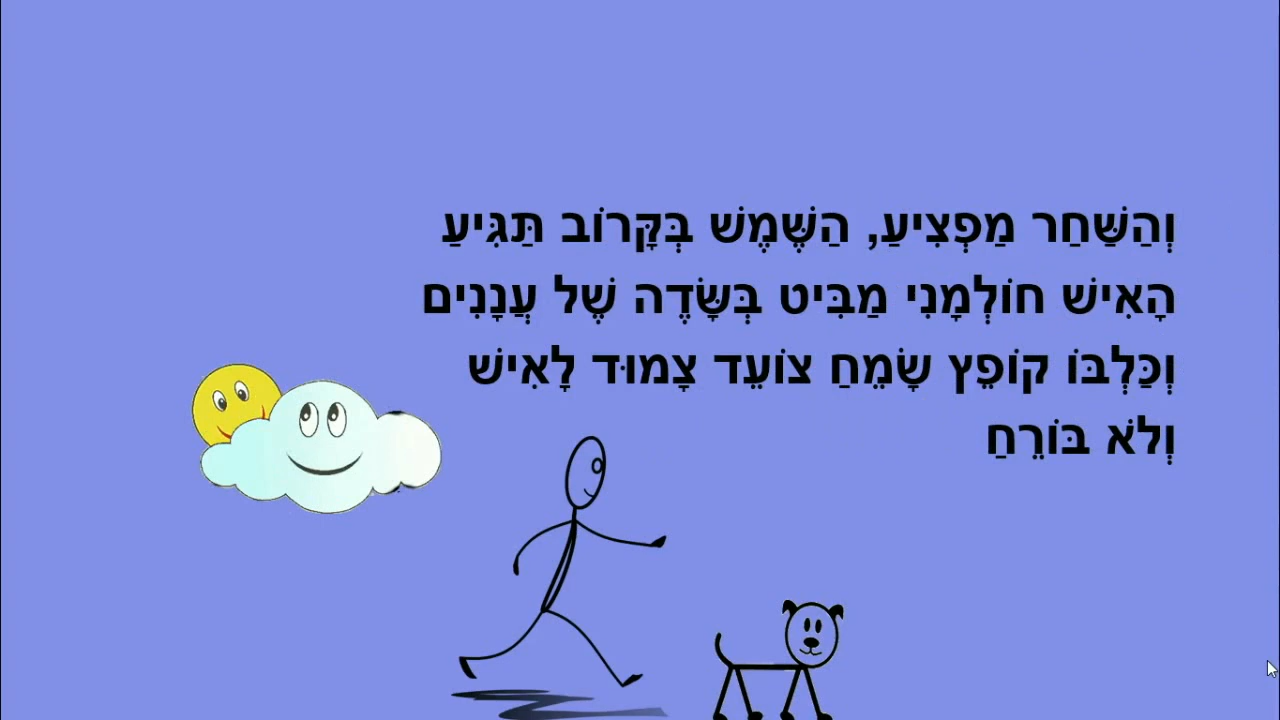 וְהַשַּׁחַר מַפְצִיעַ, הַשֶּׁמֶשׁ בְּקָּרוֹב תַּגִּיעַ
הָאִישׁ חוֹלְמָנִי מַבִּיט בְּשָּׂדֶה שֶׁל עֲנָנִים
וְכַּלְבּוֹ קוֹפֵץ שָׂמֵחַ צוֹעֵד צָמוּד לָאִישׁ
וְלֹא בּוֹרֵחַ